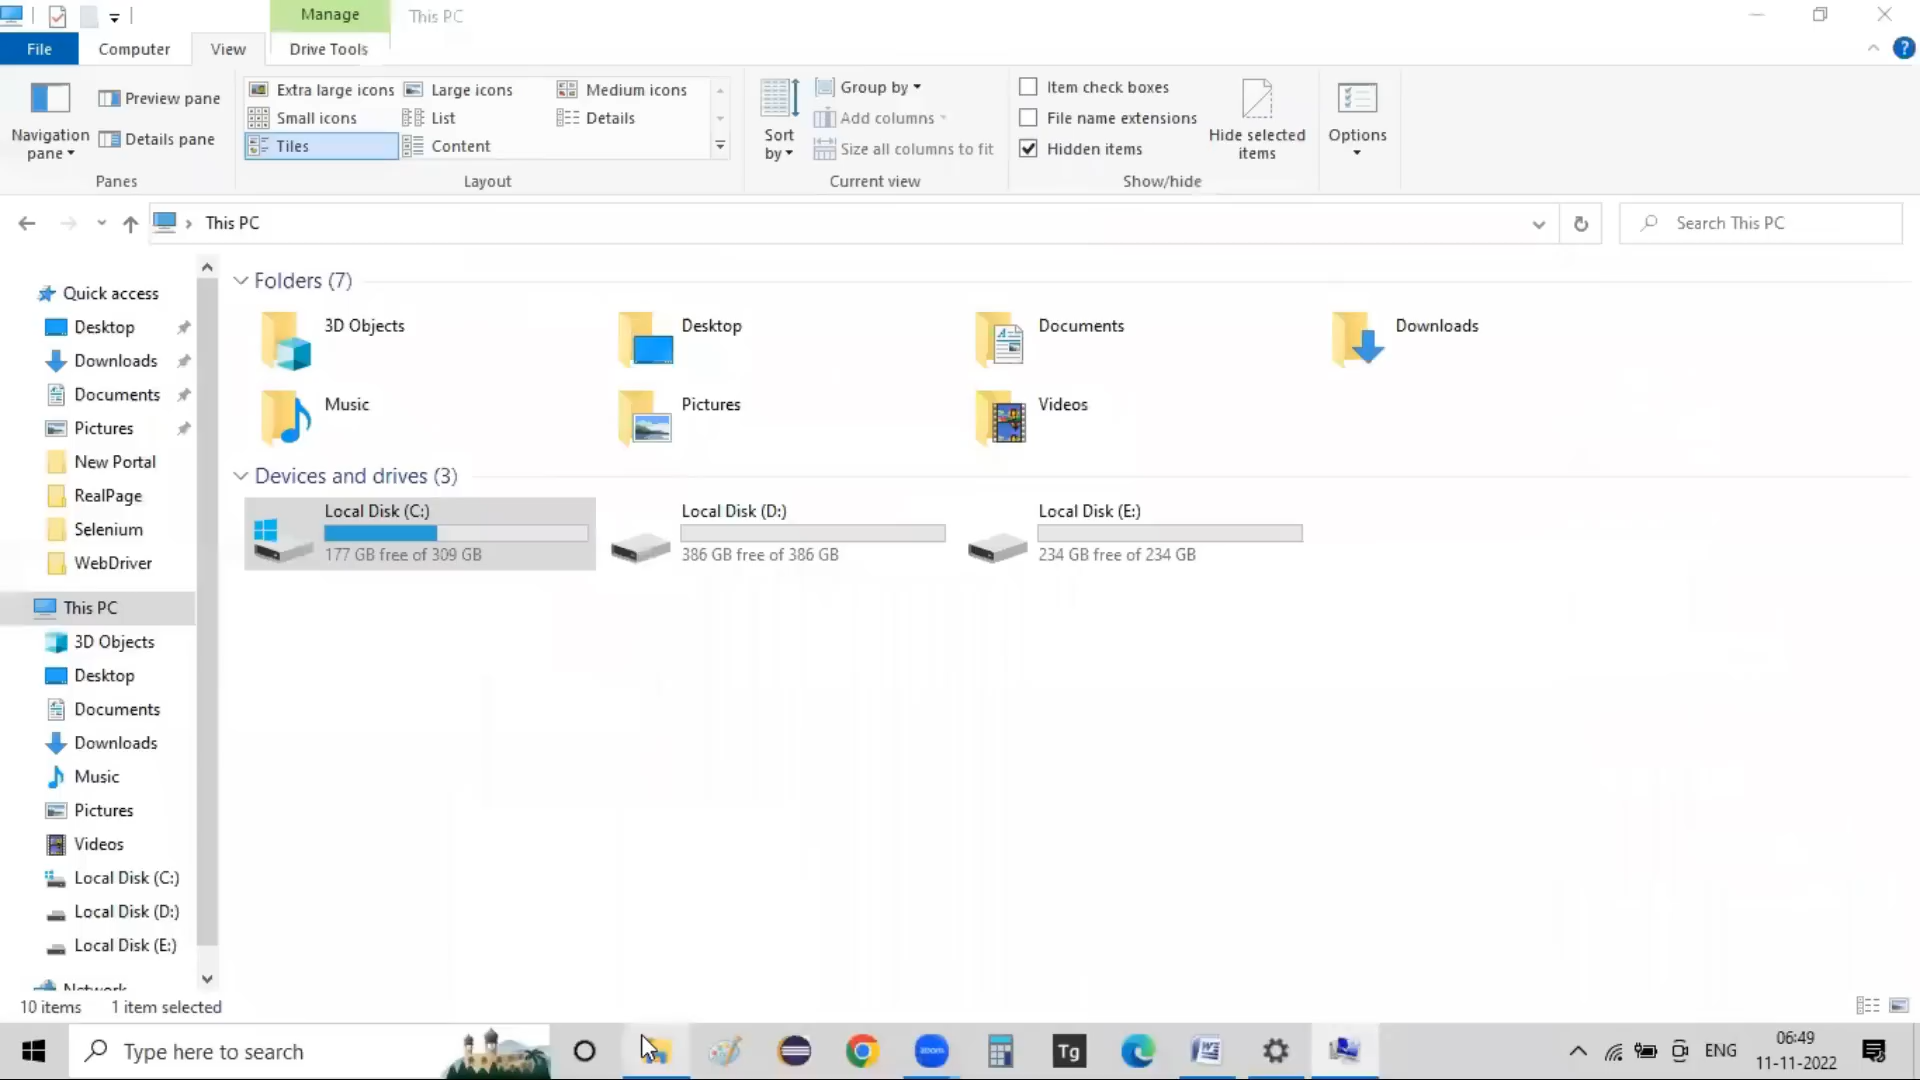 Manage
This PC
File
Computer
View
Drive Tools
Navigation pane
Preview pane
Details pane
Panes
Extra large icons
Large icons
Medium icons
Small icons
List
Details
Tiles
Content
Layout
Sort by
Group by
Add columns
Size all columns to fit
Current view
Item check boxes
File name extensions
Hidden items
Hide selected items
Show/hide
Options
This PC
Search This PC
Quick access
Desktop
Downloads
Documents
Pictures
New Portal
RealPage
Selenium
WebDriver
This PC
3D Objects
Desktop
Documents
Downloads
Music
Pictures
Videos
Local Disk (C:)
Local Disk (D:)
Local Disk (E:)
Network
Folders (7)
3D Objects
Desktop
Documents
Downloads
Music
Pictures
Videos
Devices and drives (3)
Local Disk (C:)
177 GB free of 309 GB
Local Disk (D:)
386 GB free of 386 GB
Local Disk (E:)
234 GB free of 234 GB
10 items
1 item selected
Type here to search
zoom
Tg
ENG
06:49
11-11-2022